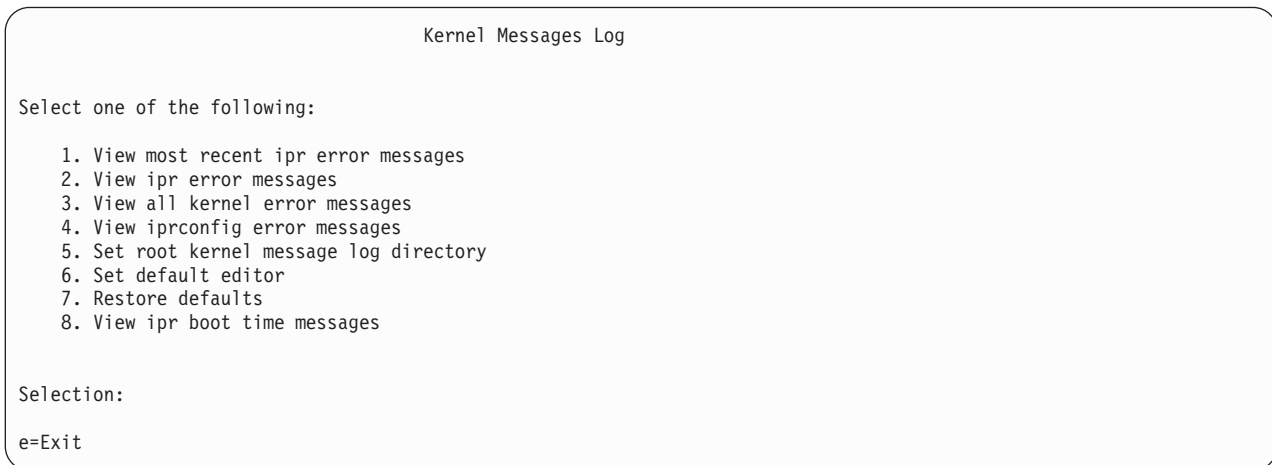 Kernel Messages Log
Select one of the following:
1. View most recent ipr error messages
2. View ipr error messages
3. View all kernel error messages
4. View iprconfig error messages
5. Set root kernel message log directory
6. Set default editor
7. Restore defaults
8. View ipr boot time messages
Selection:
e=Exit